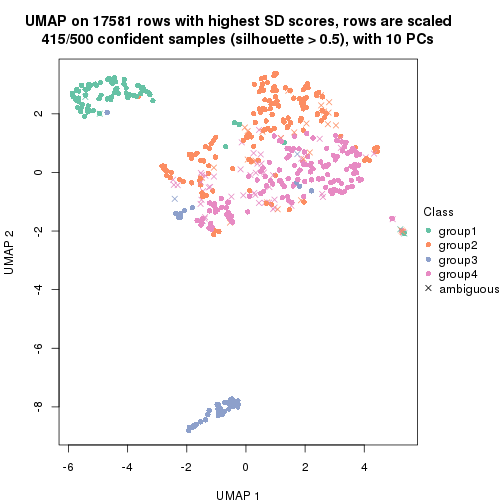 UMAP on 17581 rows with highest SD scores, rows are scaled
415/500 confident samples (silhouette > 0.5), with 10 PCs
2
0
-2
-4
-6
-8
UMAP 2
-6 -4 -2 0 2 4
UMAP 1
Class
group1
group2
group3
group4
ambiguous